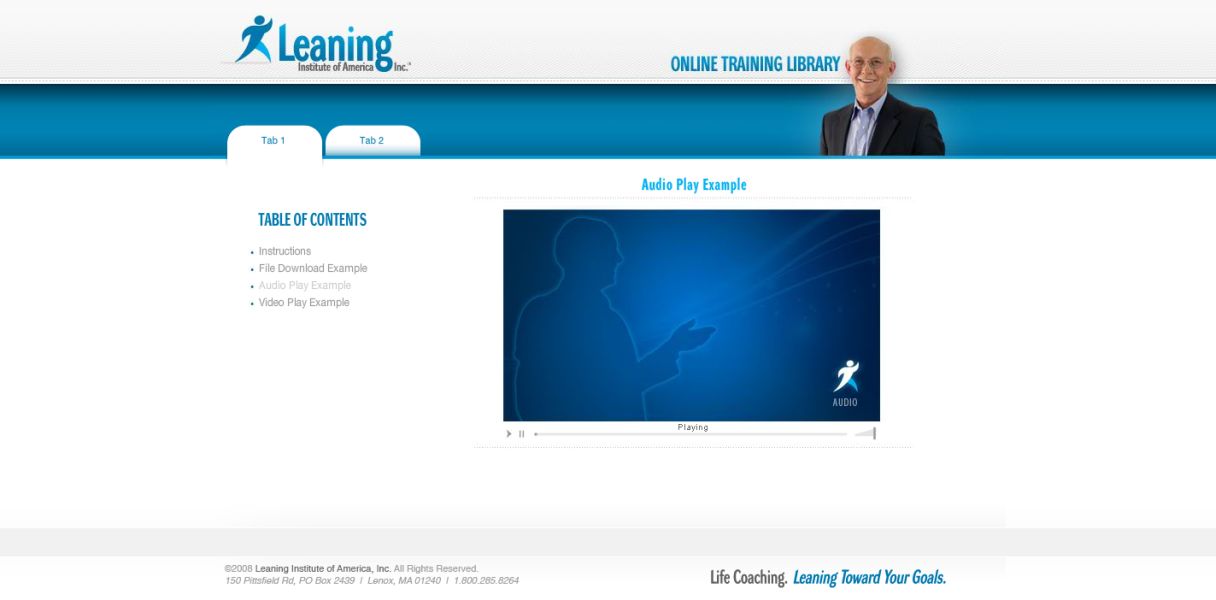 Leaning
Institute of America Inc.™
ONLINE TRAINING LIBRARY
Tab 1
Tab 2
Audio Play Example
TABLE OF CONTENTS
Instructions
File Download Example
Audio Play Example
Video Play Example
AUDIO
Playing
©2008 Leaning Institute of America, Inc. All Rights Reserved.
150 Pittsfield Rd, PO Box 2439 | Lenox, MA 01240 | 1.800.285.8264
Life Coaching. Leaning Toward Your Goals.